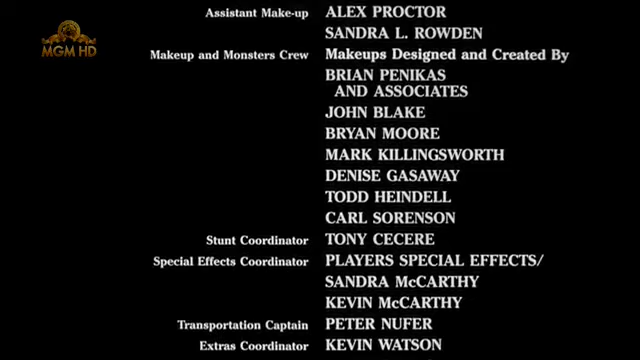 Assistant Make-up ALEX PROCTOR
SANDRA L. ROWDEN
MGM HD
Makeup and Monsters Crew Makeups Designed and Created By
BRIAN PENIKAS
AND ASSOCIATES
JOHN BLAKE
BRYAN MOORE
MARK KILLINGSWORTH
DENISE GASAWAY
TODD HEINDELL
CARL SORENSON
Stunt Coordinator TONY CECERE
Special Effects Coordinator PLAYERS SPECIAL EFFECTS/
SANDRA McCARTHY
KEVIN McCARTHY
Transportation Captain PETER NUFER
Extras Coordinator KEVIN WATSON